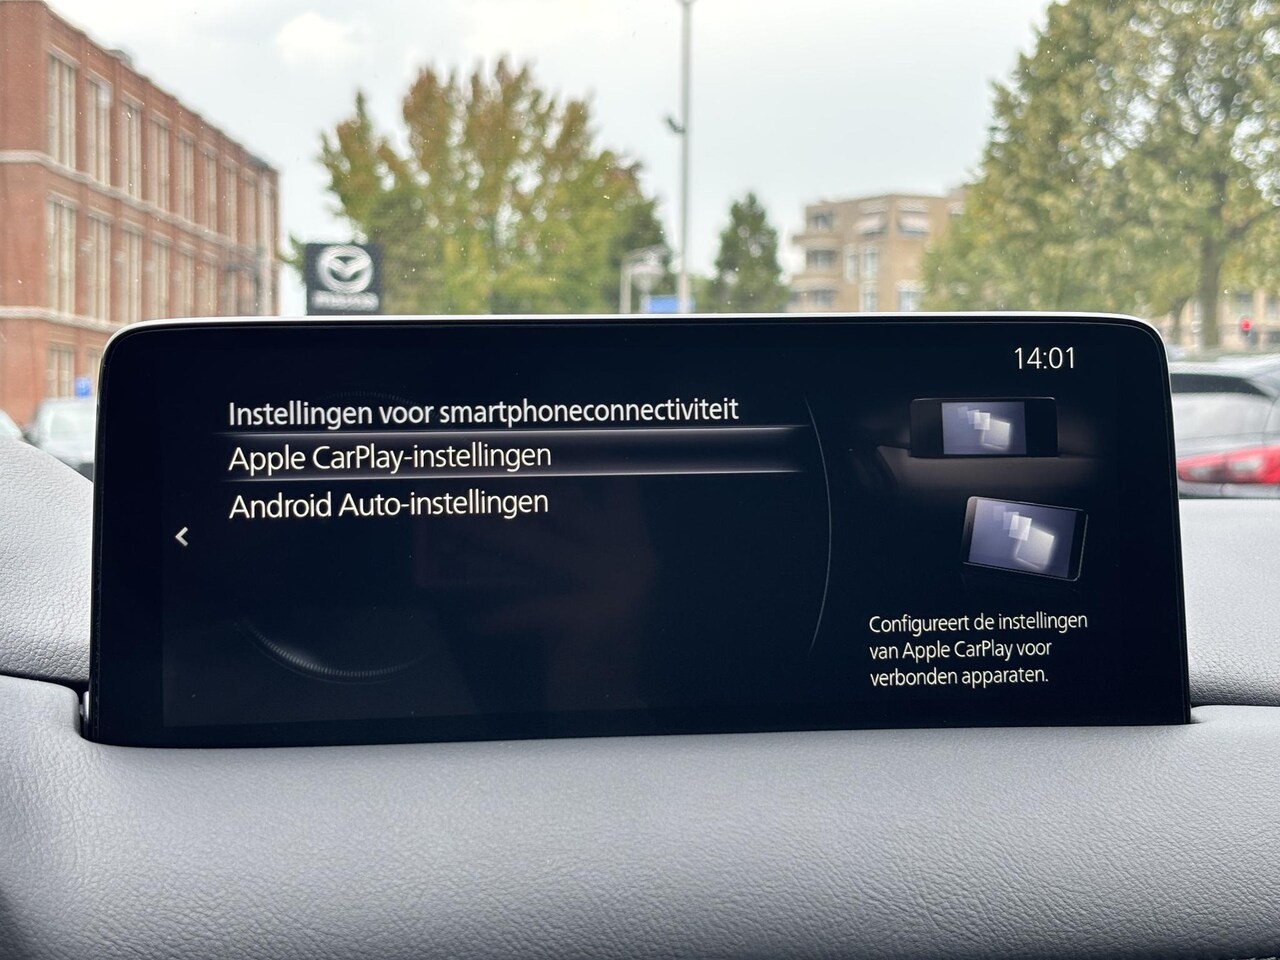 14:01
Instellingen voor smartphoneconnectiviteit
Apple CarPlay-instellingen
Android Auto-instellingen
Configureert de instellingen
van Apple CarPlay voor
verbonden apparaten.